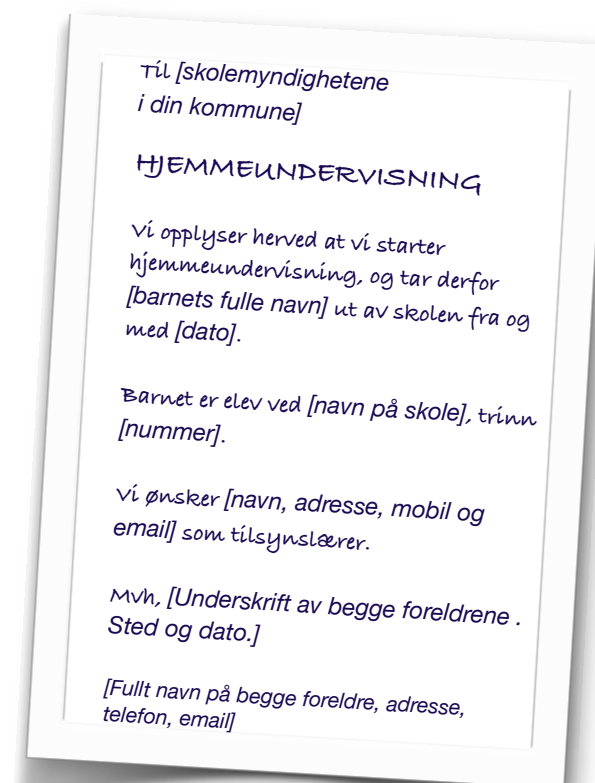 Til [skolemyndighetene
i din kommune]
HJEMMEUNDERVISNING
Vi opplyser herved at vi starter
hjemmeundervisning, og tar derfor
[barnets fulle navn] ut av skolen fra og
med [dato].
Barnet er elev ved [navn på skole], trinn
[nummer].
Vi ønsker [navn, adresse, mobil og
email] som tilsynslærer.
Mvh, [Underskrift av begge foreldrene .
Sted og dato.]
[Fullt navn på begge foreldre, adresse,
telefon, email]